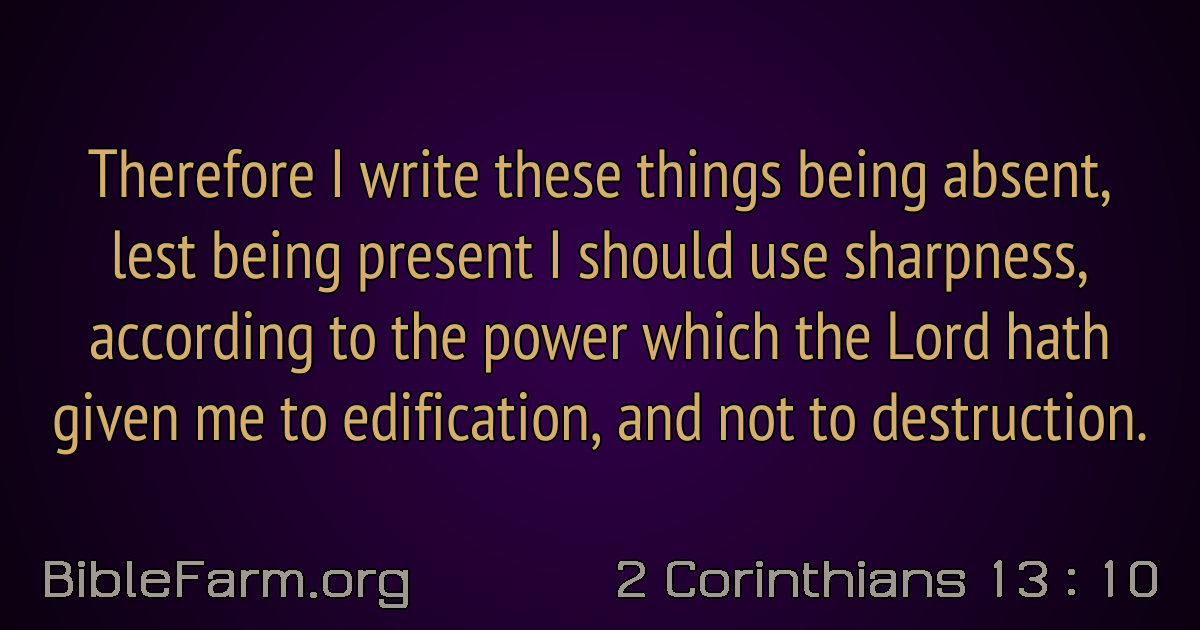 Therefore I write these things being absent,
lest being present I should use sharpness,
according to the power which the Lord hath
given me to edification, and not to destruction.
BibleFarm.org
2 Corinthians 13 : 10